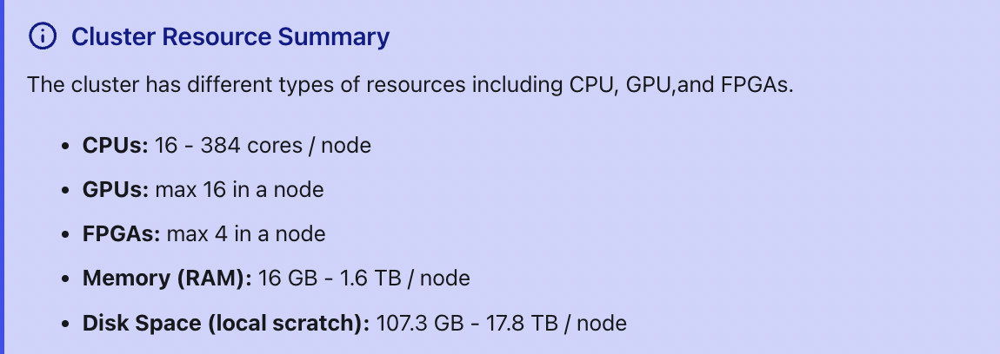 Cluster Resource Summary
The cluster has different types of resources including CPU, GPU,and FPGAs.
• CPUs: 16 - 384 cores / node
• GPUs: max 16 in a node
• FPGAs: max 4 in a node
• Memory (RAM): 16 GB - 1.6 TB / node
• Disk Space (local scratch): 107.3 GB - 17.8 TB / node